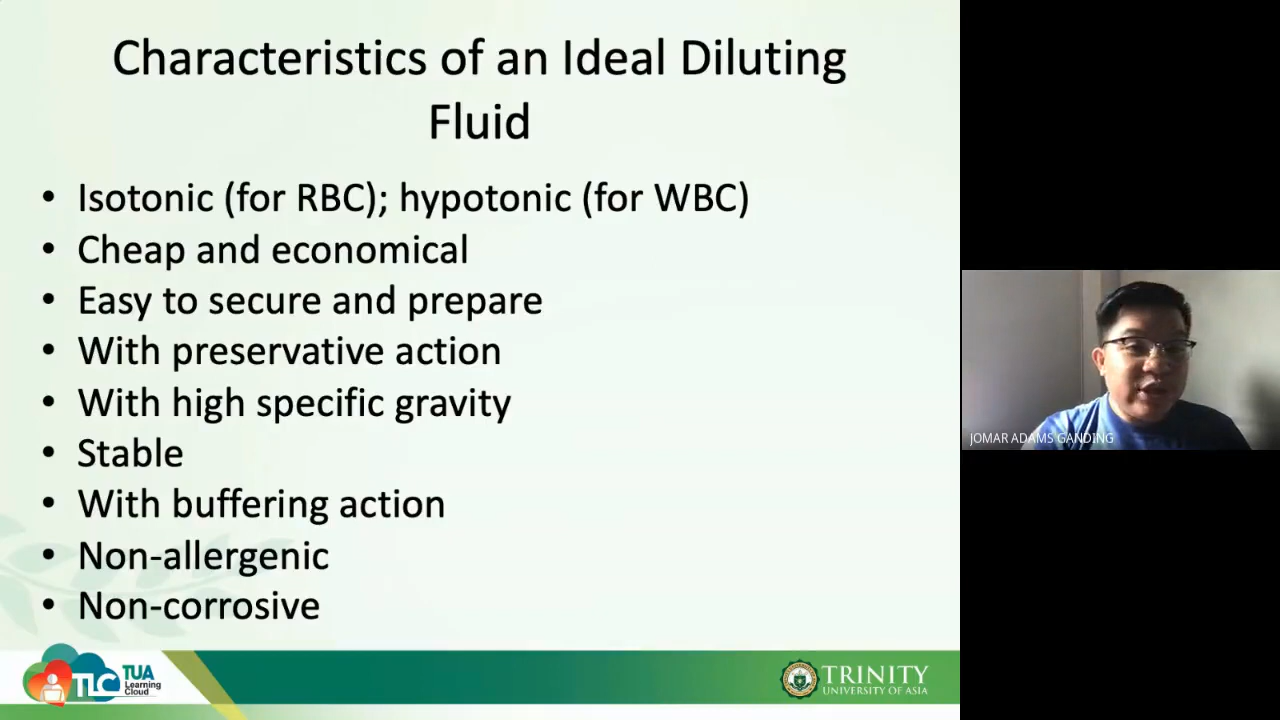 Characteristics of an Ideal Diluting
Fluid
• Isotonic (for RBC); hypotonic (for WBC)
• Cheap and economical
• Easy to secure and prepare
• With preservative action
• With high specific gravity
• Stable
• With buffering action
• Non-allergenic
• Non-corrosive
JOMAR ADAMS GANDING
TLC
TUA
Learning
Cloud
TRINITY
UNIVERSITY OF ASIA